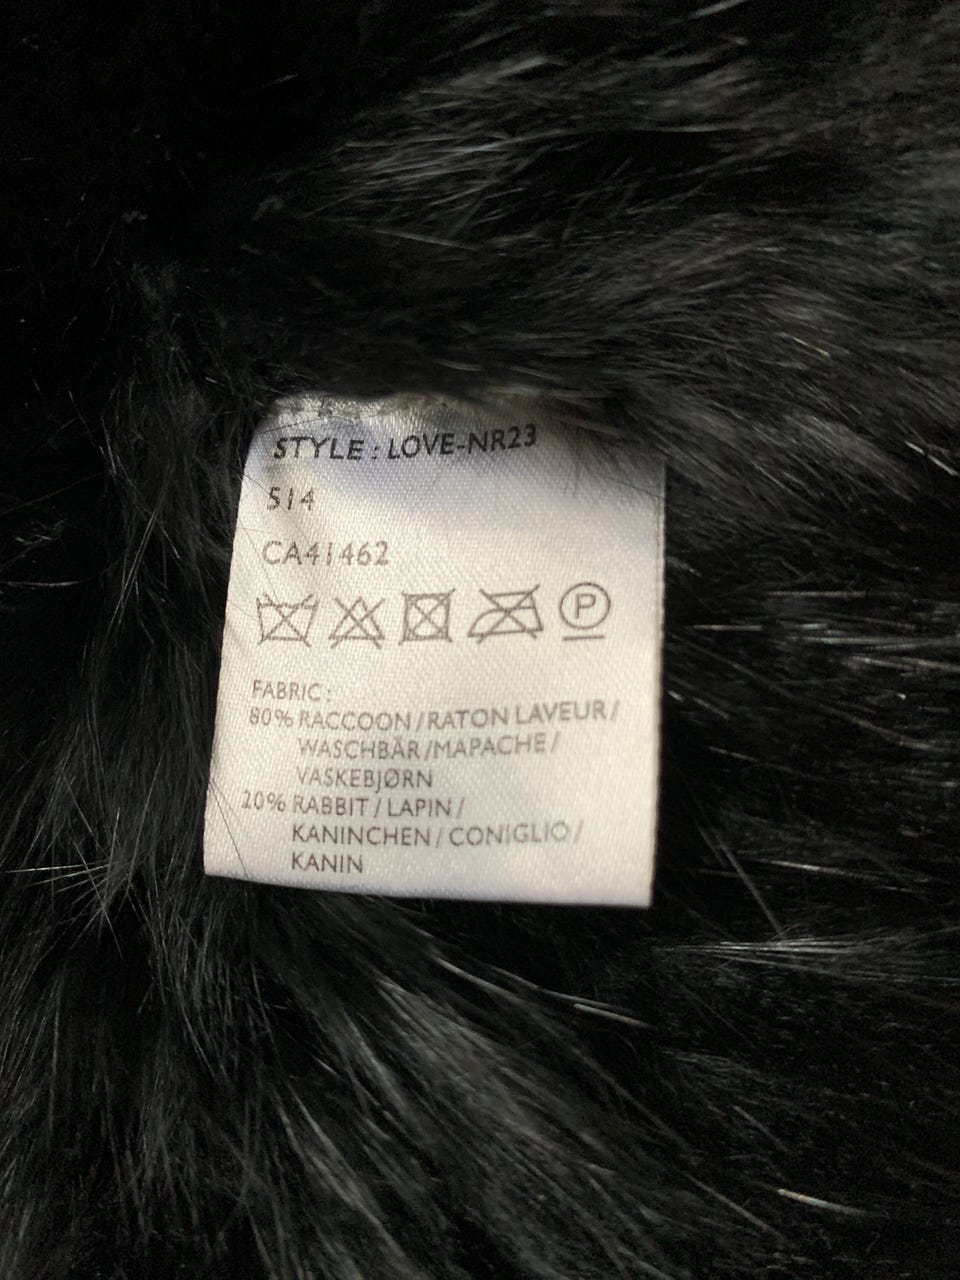 STYLE : LOVE-NR23
514
CA41462
P
FABRIC :
80% RACCOON / RATON LAVEUR /
WASCHBÄR / MAPACHE /
VASKEBJØRN
20% RABBIT / LAPIN /
KANINCHEN / CONIGLIO /
KANIN